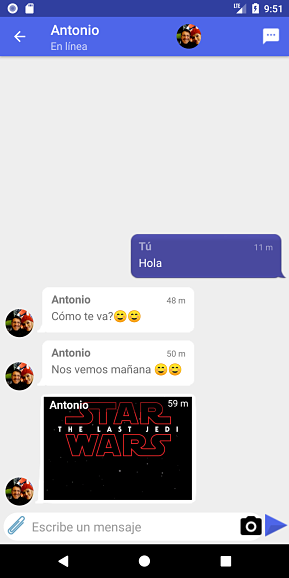 LTE 9:51
Antonio
En línea
Tú 11 m
Hola
Antonio 48 m
Cómo te va?😊😊
Antonio 50 m
Nos vemos mañana 😊😊
Antonio 59 m
STAR
THE LAST JEDI
WARS
Escribe un mensaje